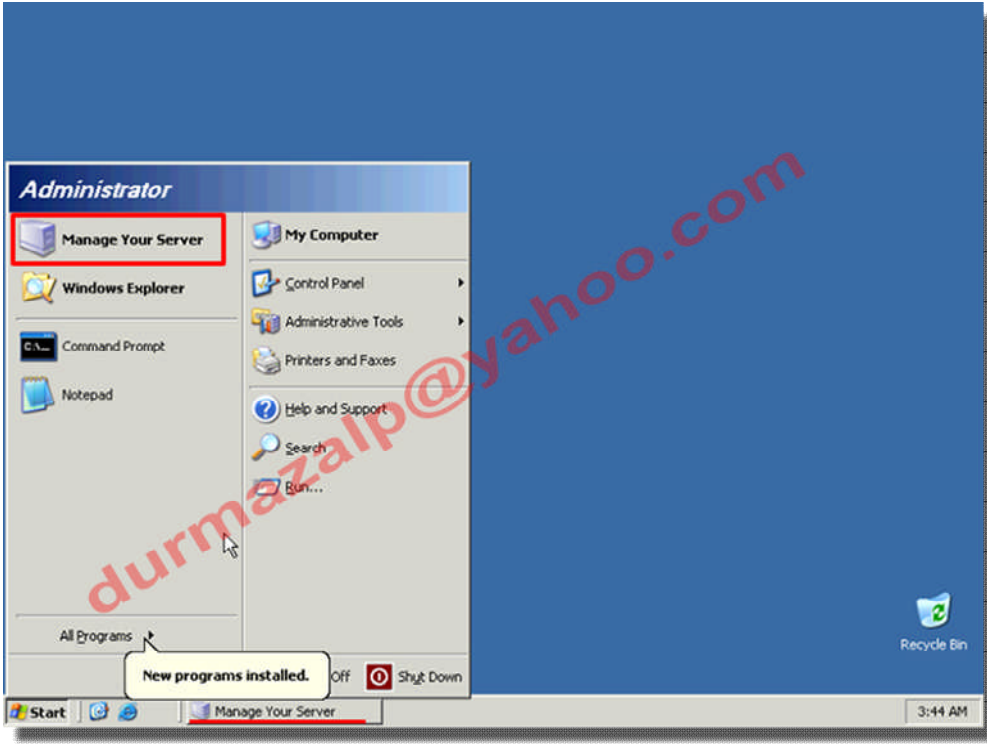 Administrator
Manage Your Server
Windows Explorer
Command Prompt
Notepad
All Programs
My Computer
Control Panel
Administrative Tools
Printers and Faxes
Help and Support
Search
Run...
New programs installed.
Off
Shut Down
Start
Manage Your Server
3:44 AM
Recycle Bin
durmazalp@yahoo.com